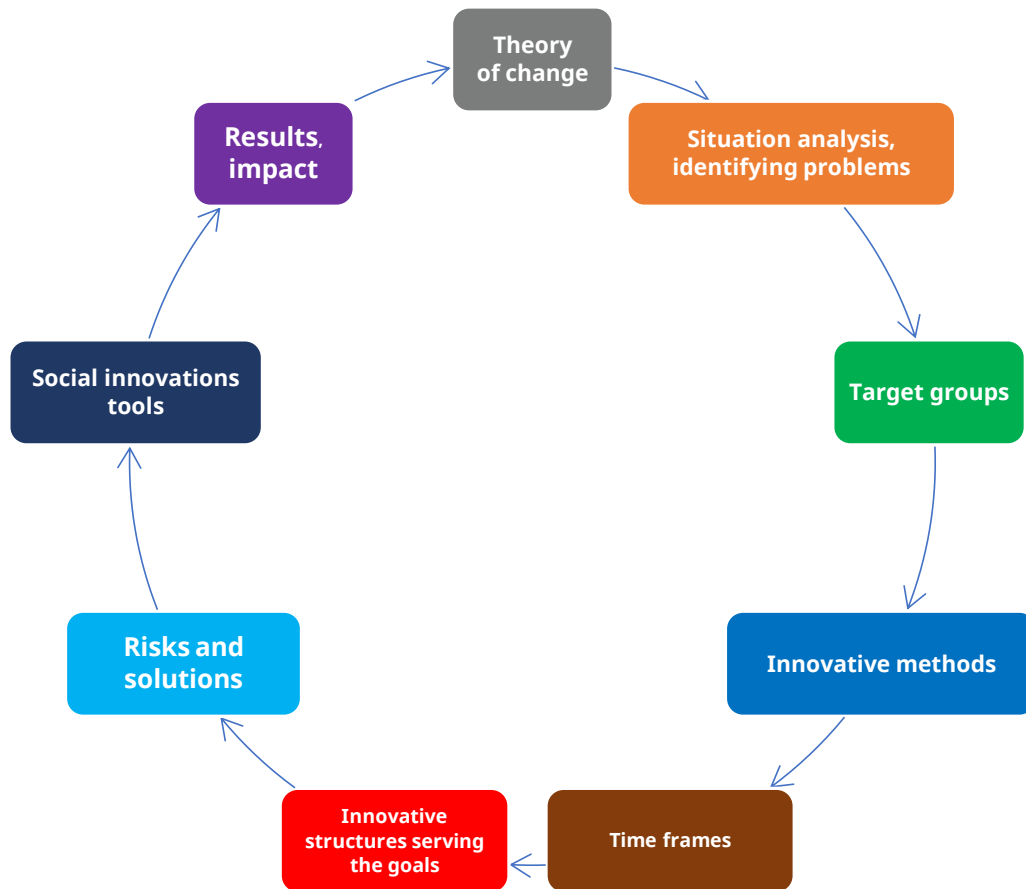 Theory
of change
Situation analysis,
identifying problems
Target groups
Innovative methods
Time frames
Innovative
structures serving
the goals
Risks and
solutions
Social innovations
tools
Results,
impact